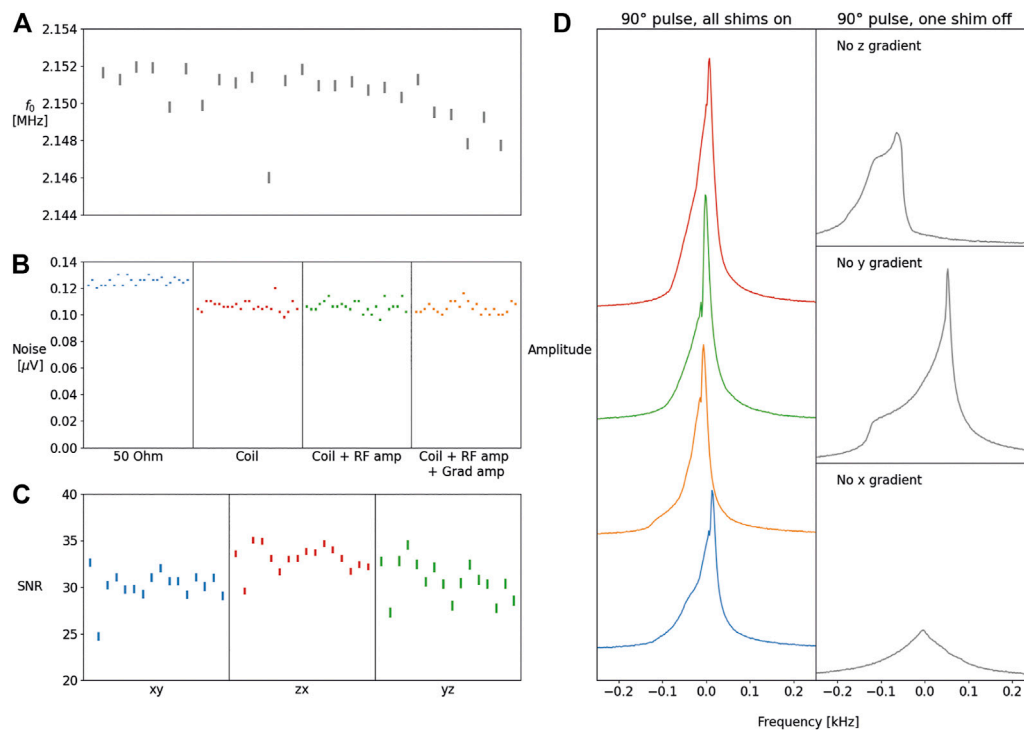 A
2.154
2.152
2.150
2.148
2.146
2.144
f0
[MHz]
B
0.14
0.12
0.10
0.08
0.06
0.04
0.02
0.00
Noise
[μV]
50 Ohm
Coil
Coil + RF amp
Coil + RF amp
+ Grad amp
C
40
35
30
25
20
SNR
xy
zx
yz
D
90° pulse, all shims on
90° pulse, one shim off
No z gradient
No y gradient
No x gradient
Amplitude
−0.2
−0.1
0.0
0.1
0.2
−0.2
−0.1
0.0
0.1
0.2
Frequency [kHz]